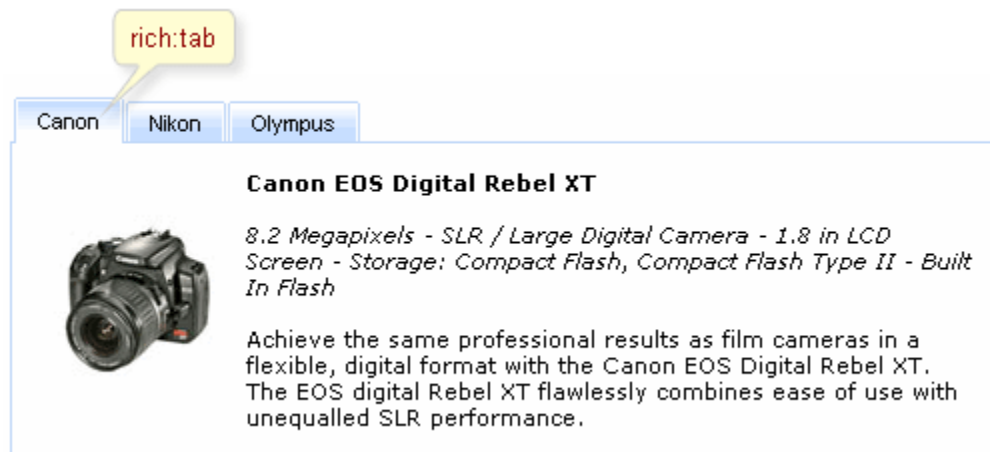 rich:tab
Canon Nikon Olympus
Canon EOS Digital Rebel XT
8.2 Megapixels - SLR / Large Digital Camera - 1.8 in LCD
Screen - Storage: Compact Flash, Compact Flash Type II - Built
In Flash
Achieve the same professional results as film cameras in a
flexible, digital format with the Canon EOS Digital Rebel XT.
The EOS digital Rebel XT flawlessly combines ease of use with
unequalled SLR performance.